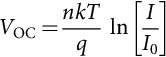 V_OC = nkT/q ln[I/I_0]